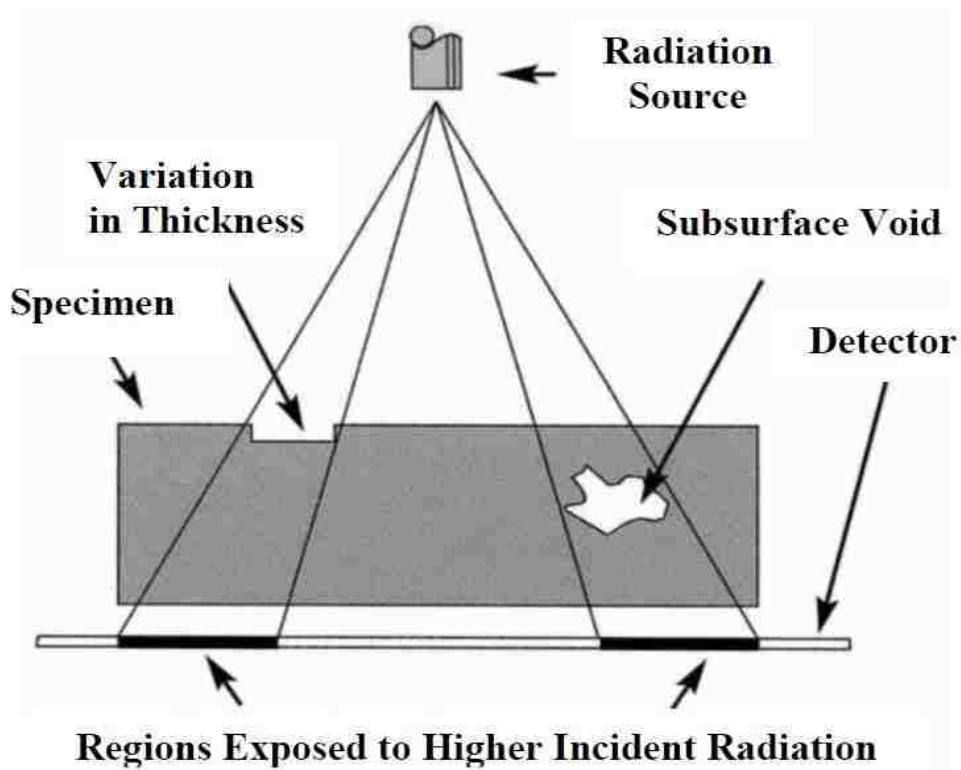 Radiation
Source
Variation
in Thickness
Subsurface Void
Specimen
Detector
Regions Exposed to Higher Incident Radiation